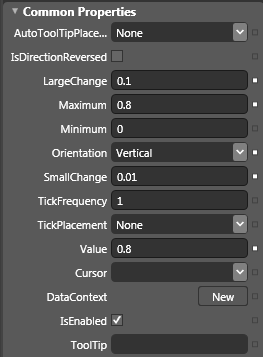 Common Properties
AutoToolTipPlace... None
IsDirectionReversed
LargeChange 0.1
Maximum 0.8
Minimum 0
Orientation Vertical
SmallChange 0.01
TickFrequency 1
TickPlacement None
Value 0.8
Cursor
DataContext New
IsEnabled
ToolTip